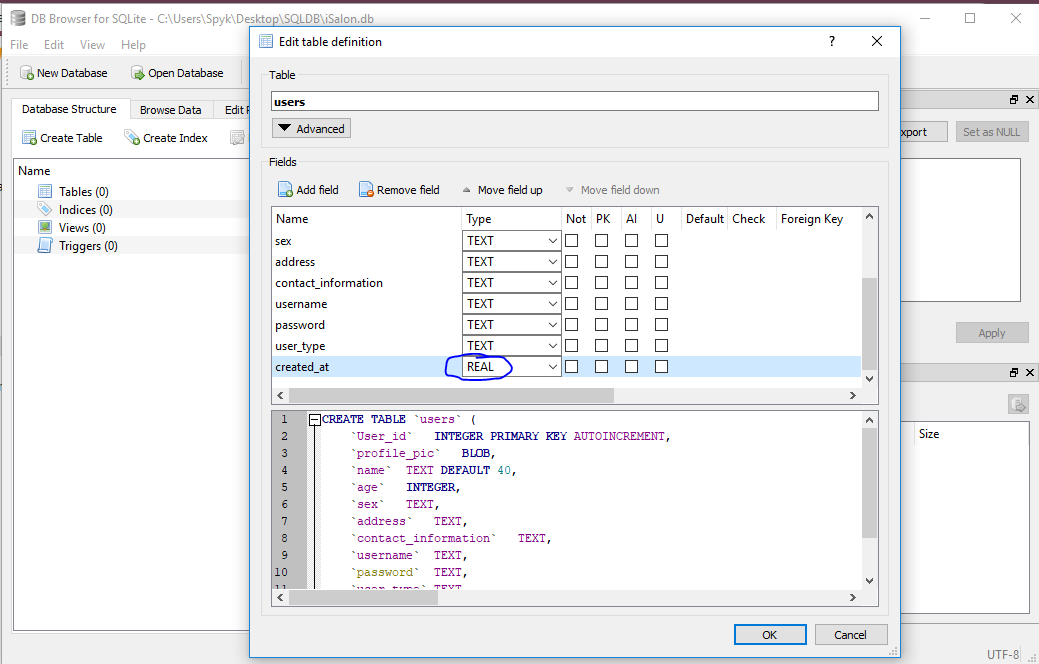 DB Browser for SQLite - C:\Users\Spyk\Desktop\SQLDB\iSalon.db
File Edit View Help
New Database Open Database
Database Structure Browse Data Edit
Create Table Create Index
Name
Tables (0)
Indices (0)
Views (0)
Triggers (0)
Edit table definition ?
Table
users
Advanced
Fields
Add field Remove field Move field up Move field down
Name Type Not PK AI U Default Check Foreign Key
sex TEXT
address TEXT
contact_information TEXT
username TEXT
password TEXT
user_type TEXT
created_at REAL
1 CREATE TABLE `users` (
2 `User_id` INTEGER PRIMARY KEY AUTOINCREMENT,
3 `profile_pic` BLOB,
4 `name` TEXT DEFAULT 40,
5 `age` INTEGER,
6 `sex` TEXT,
7 `address` TEXT,
8 `contact_information` TEXT,
9 `username` TEXT,
10 `password` TEXT,
11 `user_type` TEXT
OK Cancel
xport Set as NULL
Apply
Size
UTF-8